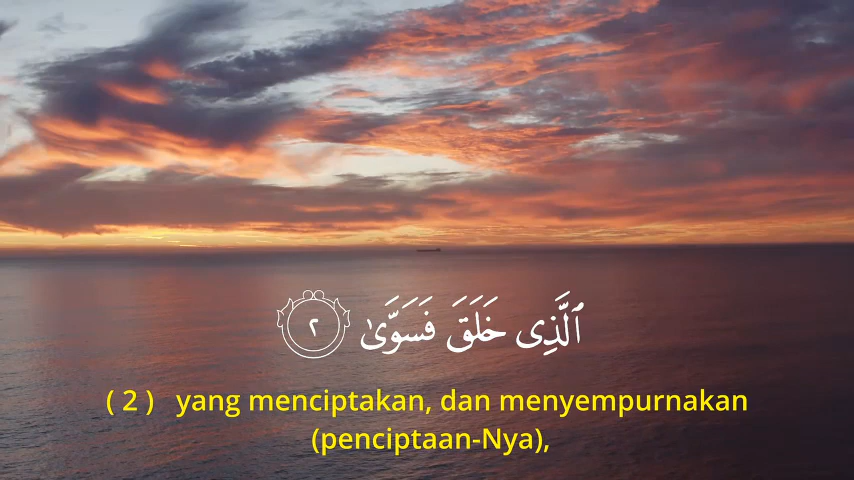 ٱلَّذِى خَلَقَ فَسَوَّىٰ ٢
( 2 ) yang menciptakan, dan menyempurnakan
(penciptaan-Nya),